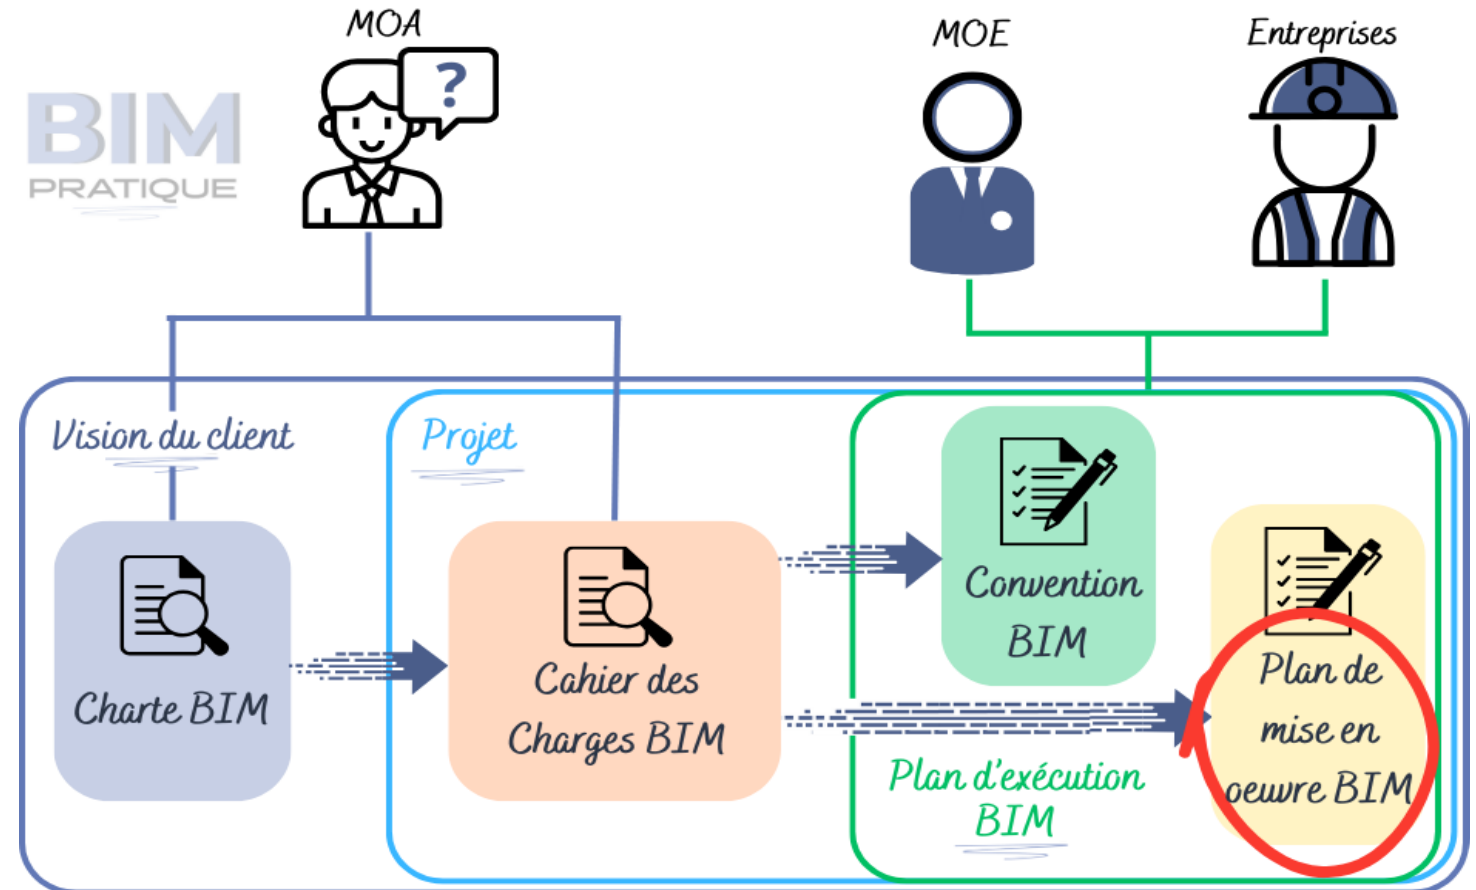 MOA
MOE
Entreprises
?
BIM
PRATIQUE
Vision du client
Projet
Charte BIM
Cahier des
Charges BIM
Convention
BIM
Plan de
mise en
oeuvre BIM
Plan d'exécution
BIM